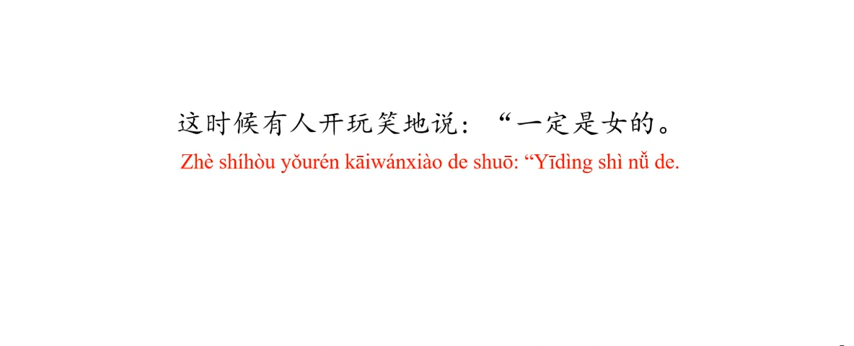 这时候有人开玩笑地说：“一定是女的。
Zhè shíhòu yǒurén kāiwánxiào de shuō: “Yīdìng shì nǚ de.